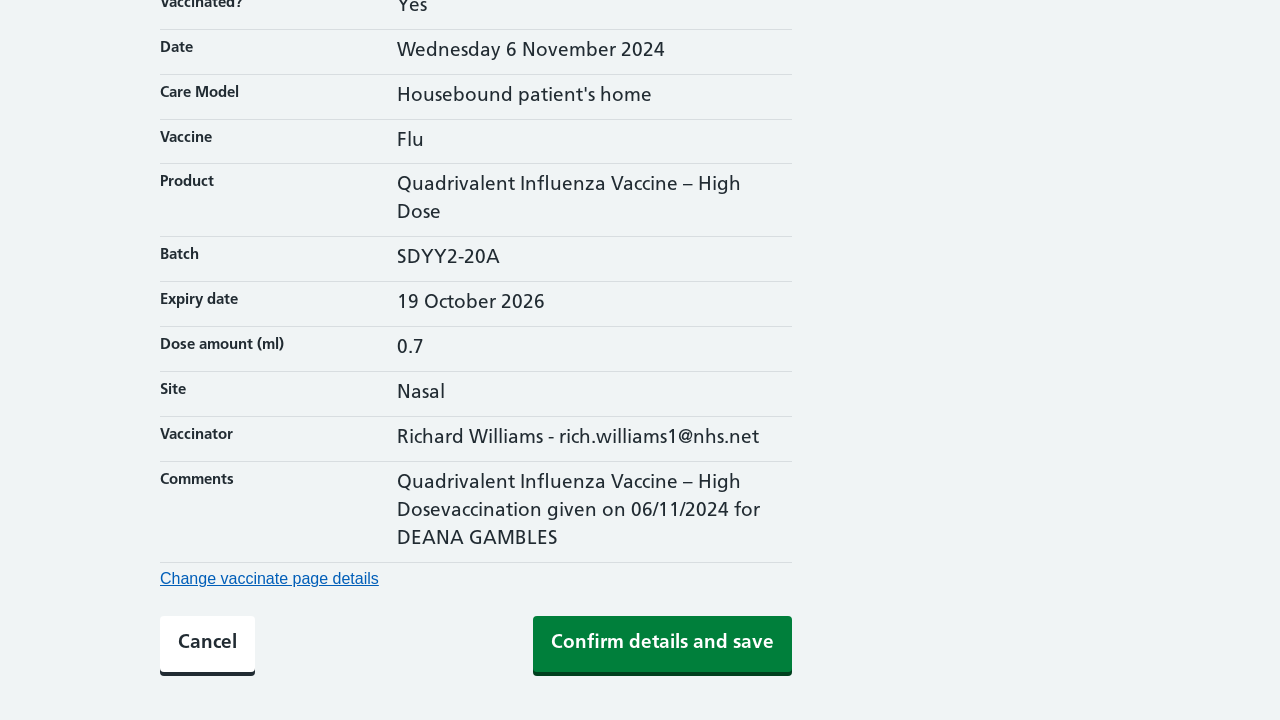 Vaccinated? Yes
Date Wednesday 6 November 2024
Care Model Housebound patient's home
Vaccine Flu
Product Quadrivalent Influenza Vaccine – High
Dose
Batch SDYY2-20A
Expiry date 19 October 2026
Dose amount (ml) 0.7
Site Nasal
Vaccinator Richard Williams - rich.williams1@nhs.net
Comments Quadrivalent Influenza Vaccine – High
Dosevaccination given on 06/11/2024 for
DEANA GAMBLES
Change vaccinate page details
Cancel Confirm details and save